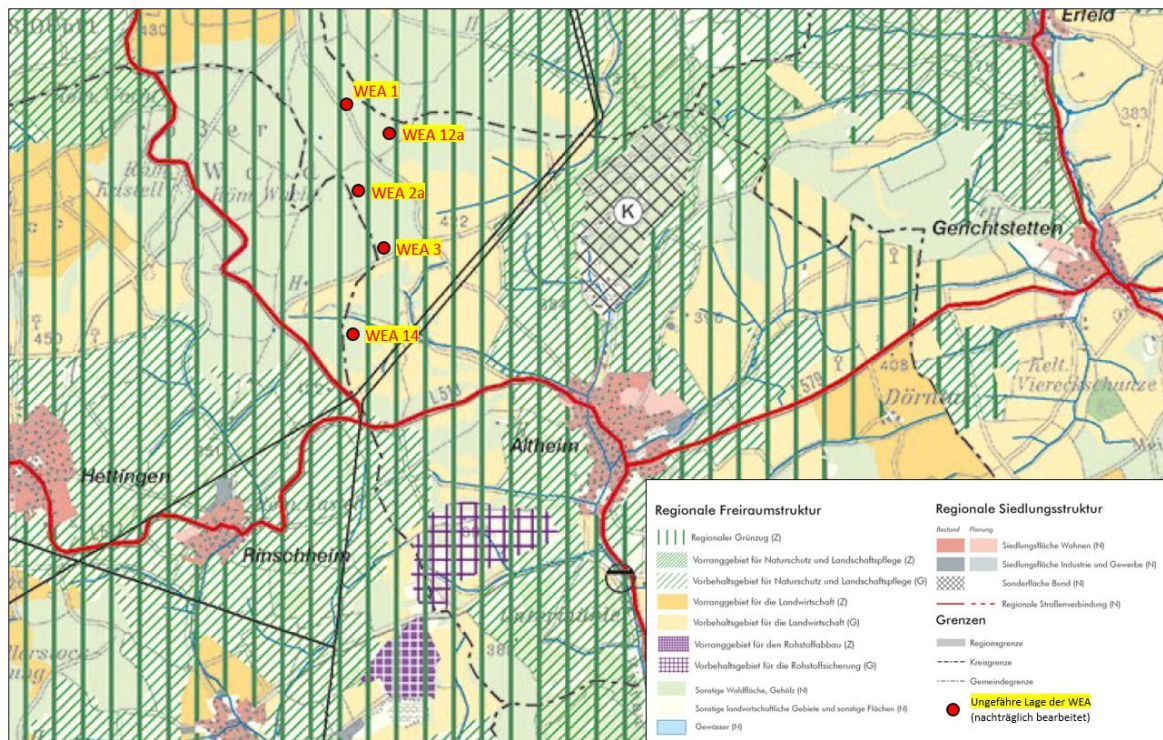 430
Erfeld
WEA 1
WEA 12a
383
WEA 2a
K
422
Gerichtstetten
WEA 3
H
WEA 14
450
396
L 579
408
Kelt.
Viereckschanze
Altheim
Hettingen
Rinschheim
Regionale Freiraumstruktur
Regionaler Grünzug (Z)
Vorranggebiet für Naturschutz und Landschaftspflege (Z)
Vorbehaltsgebiet für Naturschutz und Landschaftspflege (G)
Vorranggebiet für die Landwirtschaft (Z)
Vorbehaltsgebiet für die Landwirtschaft (G)
Vorranggebiet für den Rohstoffabbau (Z)
Vorbehaltsgebiet für die Rohstoffsicherung (G)
Sonstige Waldfläche, Gehölz (N)
Sonstige landwirtschaftliche Gebiete und sonstige Flächen (N)
Gewässer (N)
Regionale Siedlungsstruktur
Bestand Planung
Siedlungsfläche Wohnen (N)
Siedlungsfläche Industrie und Gewerbe (N)
Sonderfläche Bund (N)
Regionale Straßenverbindung (N)
Grenzen
Regionsgrenze
Kreisgrenze
Gemeindegrenze
Ungefähre Lage der WEA
(nachträglich bearbeitet)